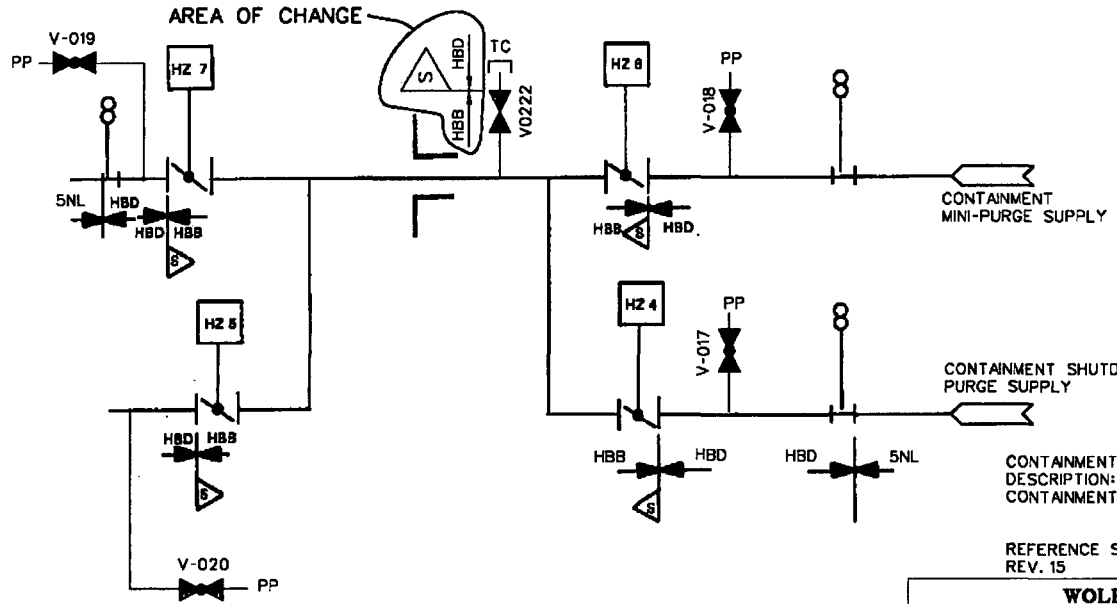 AREA OF CHANGE
V-019
PP
HZ 7
S
HBD
HBB
TC
V0222
HZ 6
PP
V-018
5NL
HBD
HBD HBB
S
HBB
HBD
S
CONTAINMENT
MINI-PURGE SUPPLY
HZ 5
HZ 4
PP
V-017
CONTAINMENT SHUTD
PURGE SUPPLY
HBD HBB
S
HBB
HBD
S
HBD
5NL
CONTAINMENT
DESCRIPTION:
CONTAINMENT
V-020
PP
REFERENCE S
REV. 15